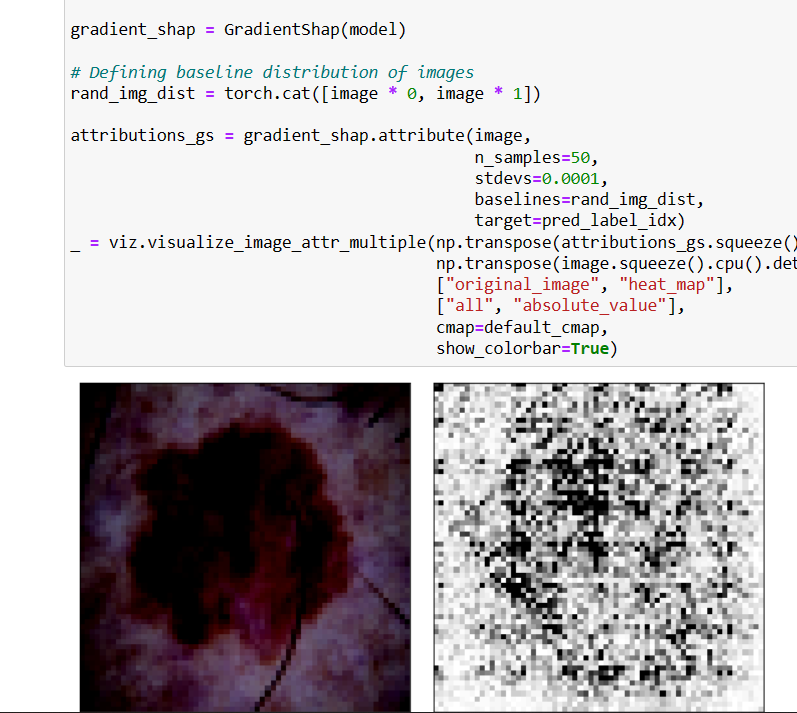 gradient_shap = GradientShap(model)
# Defining baseline distribution of images
rand_img_dist = torch.cat([image * 0, image * 1])
attributions_gs = gradient_shap.attribute(image,
n_samples=50,
stdevs=0.0001,
baselines=rand_img_dist,
target=pred_label_idx)
_ = viz.visualize_image_attr_multiple(np.transpose(attributions_gs.squeeze()
np.transpose(image.squeeze().cpu().det
["original_image", "heat_map"],
["all", "absolute_value"],
cmap=default_cmap,
show_colorbar=True)